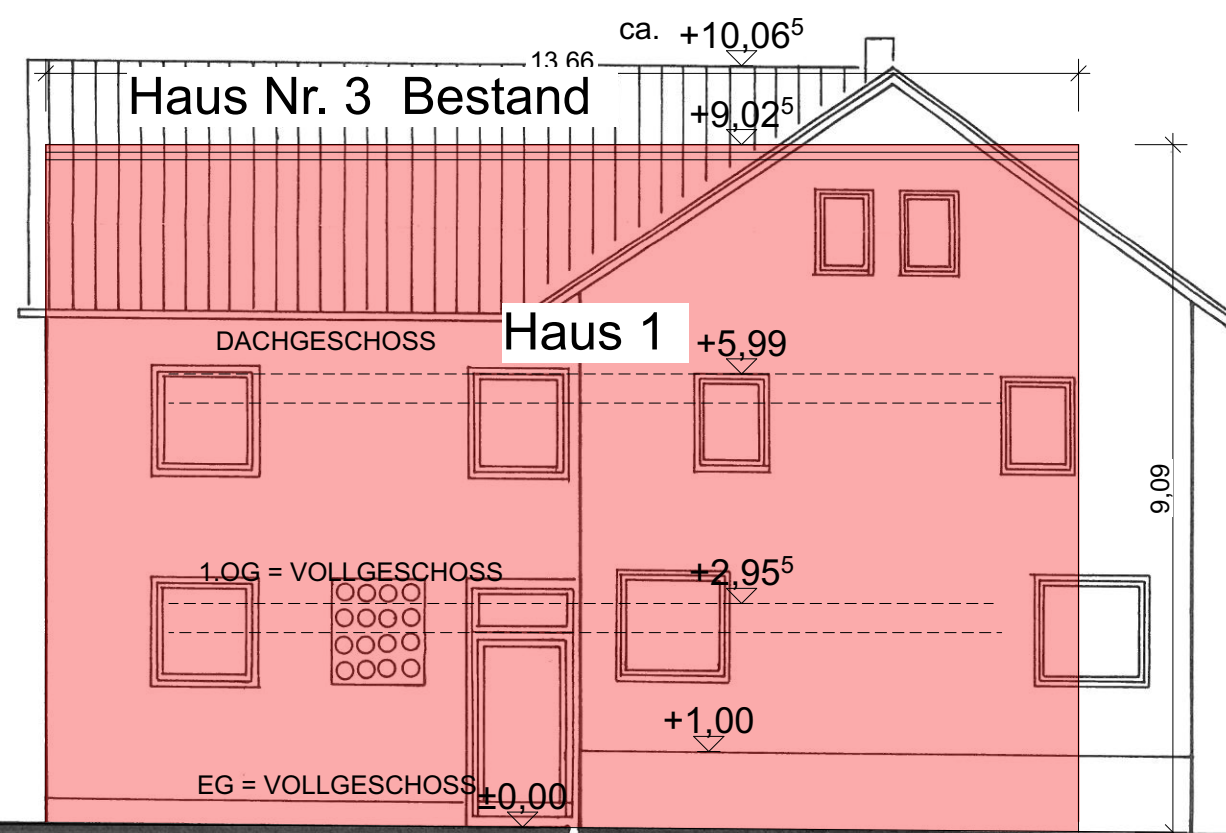 ca. +10,06⁵
13,66
Haus Nr. 3 Bestand
+9,02⁵
Haus 1
DACHGESCHOSS
+5,99
9,09
1.OG = VOLLGESCHOSS
+2,95⁵
+1,00
EG = VOLLGESCHOSS
±0,00